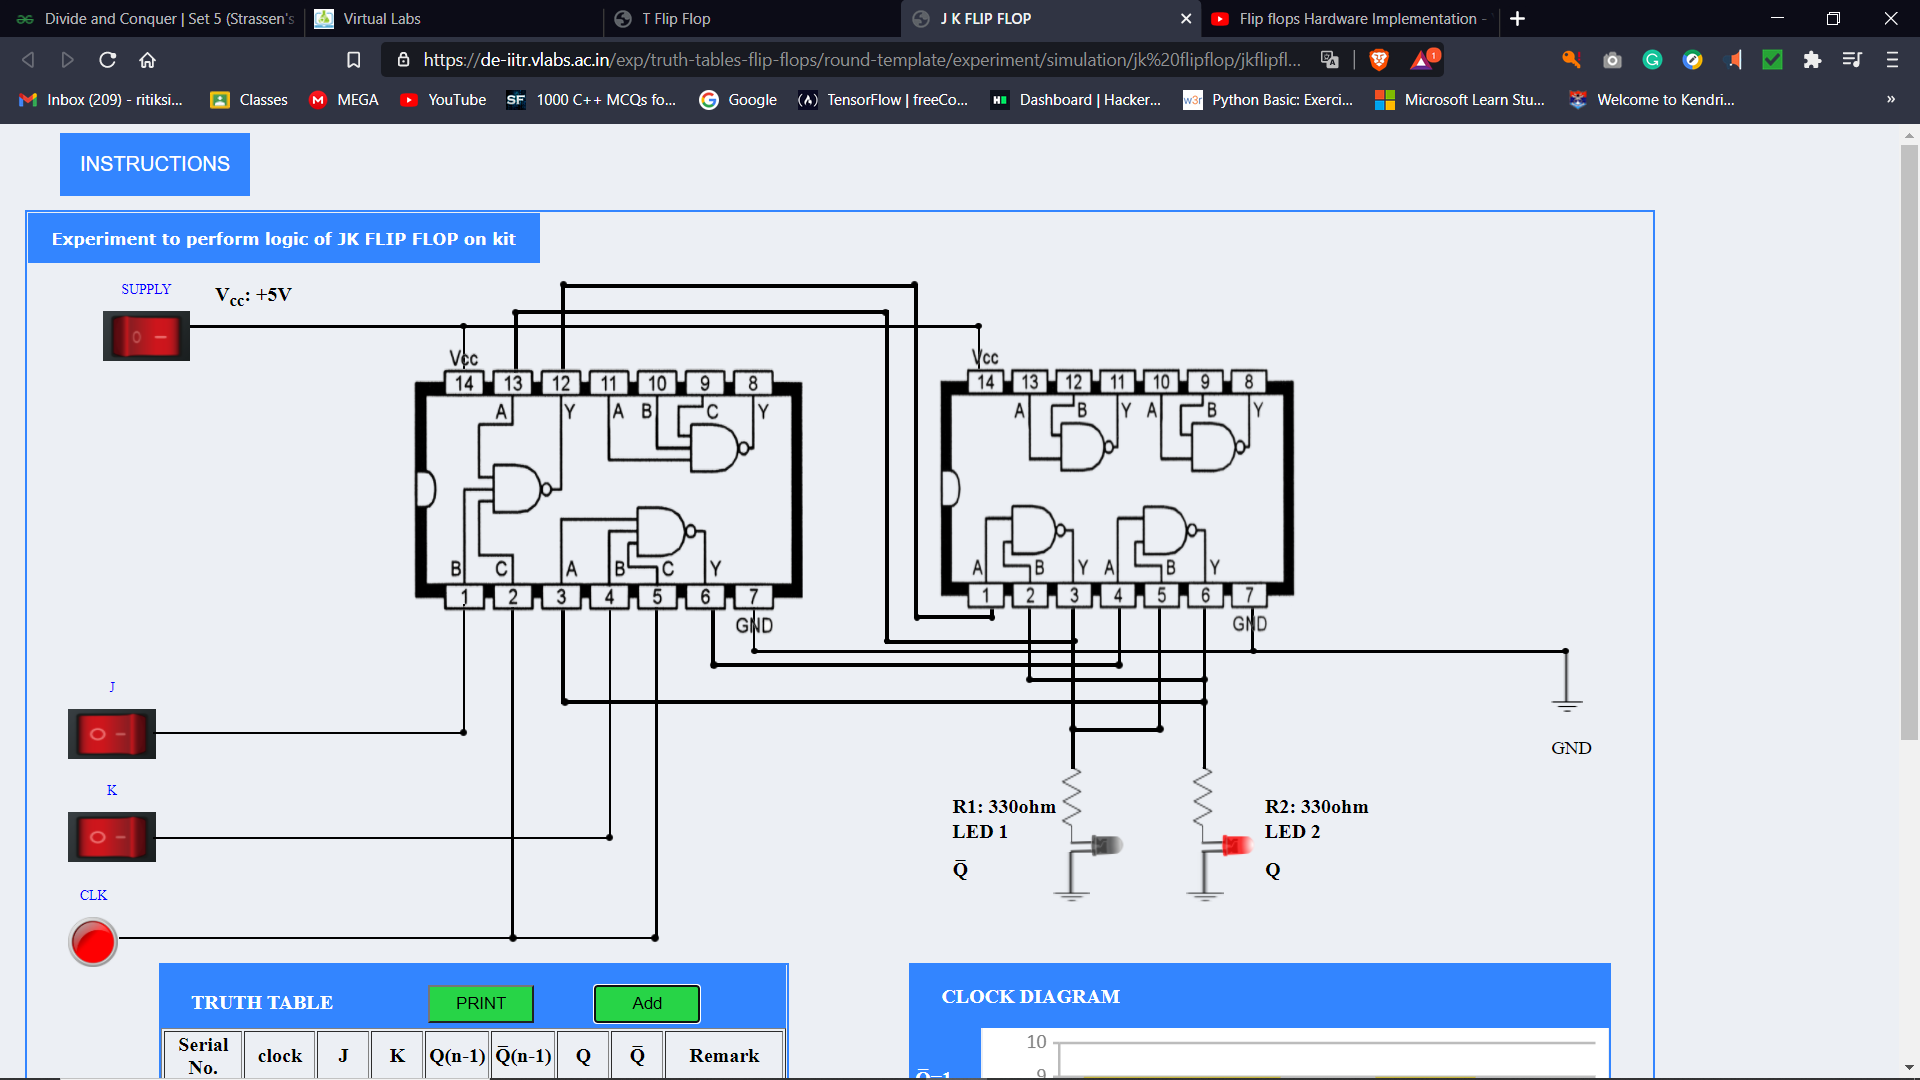 Divide and Conquer | Set 5 (Strassen's
Virtual Labs
T Flip Flop
J K FLIP FLOP
Flip flops Hardware Implementation -
https://de-iitr.vlabs.ac.in/exp/truth-tables-flip-flops/round-template/experiment/simulation/jk%20flipflop/jkflipfl...
1
Inbox (209) - ritiksi...
Classes
MEGA
YouTube
SF 1000 C++ MCQs fo...
Google
TensorFlow | freeCo...
Dashboard | Hacker...
w3r Python Basic: Exerci...
Microsoft Learn Stu...
Welcome to Kendri...
»
INSTRUCTIONS
Experiment to perform logic of JK FLIP FLOP on kit
SUPPLY
Vcc: +5V
Vcc
Vcc
14 13 12 11 10 9 8
14 13 12 11 10 9 8
A Y A B C Y
A B Y A B Y
B C A B C Y
A B Y A B Y
1 2 3 4 5 6 7
1 2 3 4 5 6 7
GND
GND
J
K
CLK
GND
R1: 330ohm
LED 1
Q̅
R2: 330ohm
LED 2
Q
TRUTH TABLE
PRINT
Add
Serial No.
clock
J
K
Q(n-1)
Q̅(n-1)
Q
Q̅
Remark
CLOCK DIAGRAM
10
9
Q̅=1